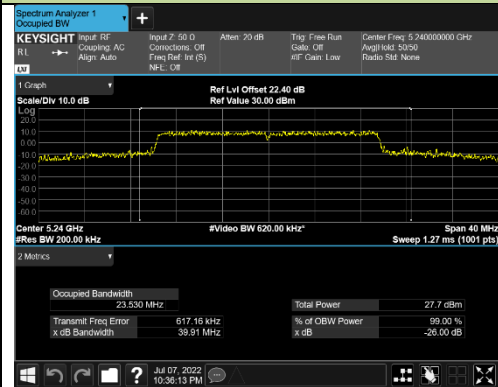 Spectrum Analyzer 1
Occupied BW
KEYSIGHT Input: RF Input Z: 50 Ω Atten: 20 dB Trig: Free Run Center Freq: 5.240000000 GHz
RL Coupling: AC Corrections: Off Gate: Off Avg|Hold: 50/50
Align: Auto Freq Ref: Int (S) #IF Gain: Low Radio Std: None
NFE: Off
LXI
1 Graph Ref Lvl Offset 22.40 dB
Scale/Div 10.0 dB Ref Value 30.00 dBm
Log
20.0
10.0
0.00
-10.0
-20.0
-30.0
-40.0
-50.0
-60.0
Center 5.24 GHz #Video BW 620.00 kHz* Span 40 MHz
#Res BW 200.00 kHz Sweep 1.27 ms (1001 pts)
2 Metrics
Occupied Bandwidth
23.530 MHz Total Power 27.7 dBm
Transmit Freq Error 617.16 kHz % of OBW Power 99.00 %
x dB Bandwidth 39.91 MHz x dB -26.00 dB
? Jul 07, 2022
10:36:13 PM